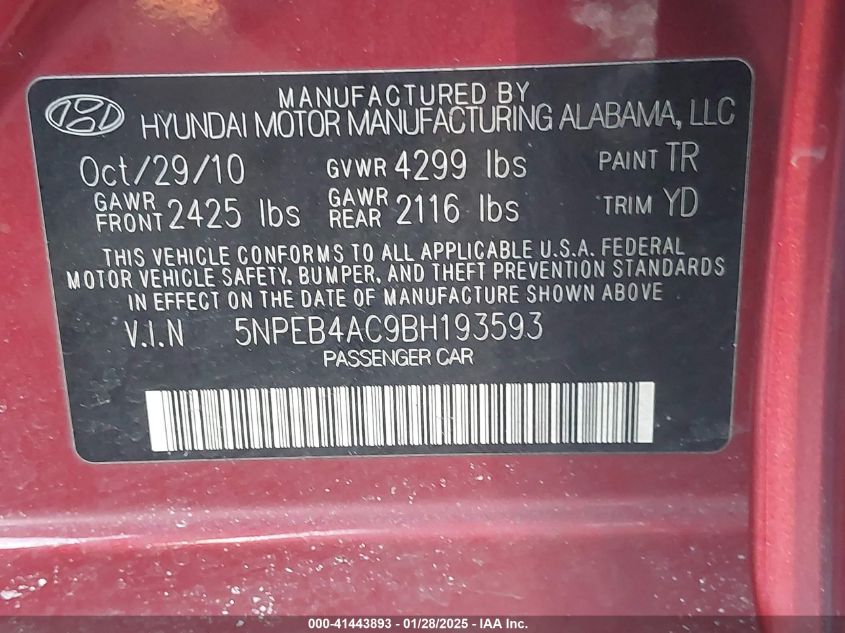 MANUFACTURED BY
HYUNDAI MOTOR MANUFACTURING ALABAMA, LLC
Oct/29/10 GVWR 4299 lbs PAINT TR
GAWR FRONT 2425 lbs GAWR REAR 2116 lbs TRIM YD
THIS VEHICLE CONFORMS TO ALL APPLICABLE U.S.A. FEDERAL
MOTOR VEHICLE SAFETY, BUMPER, AND THEFT PREVENTION STANDARDS
IN EFFECT ON THE DATE OF MANUFACTURE SHOWN ABOVE
V.I.N 5NPEB4AC9BH193593
PASSENGER CAR
000-41443893 - 01/28/2025 - IAA Inc.